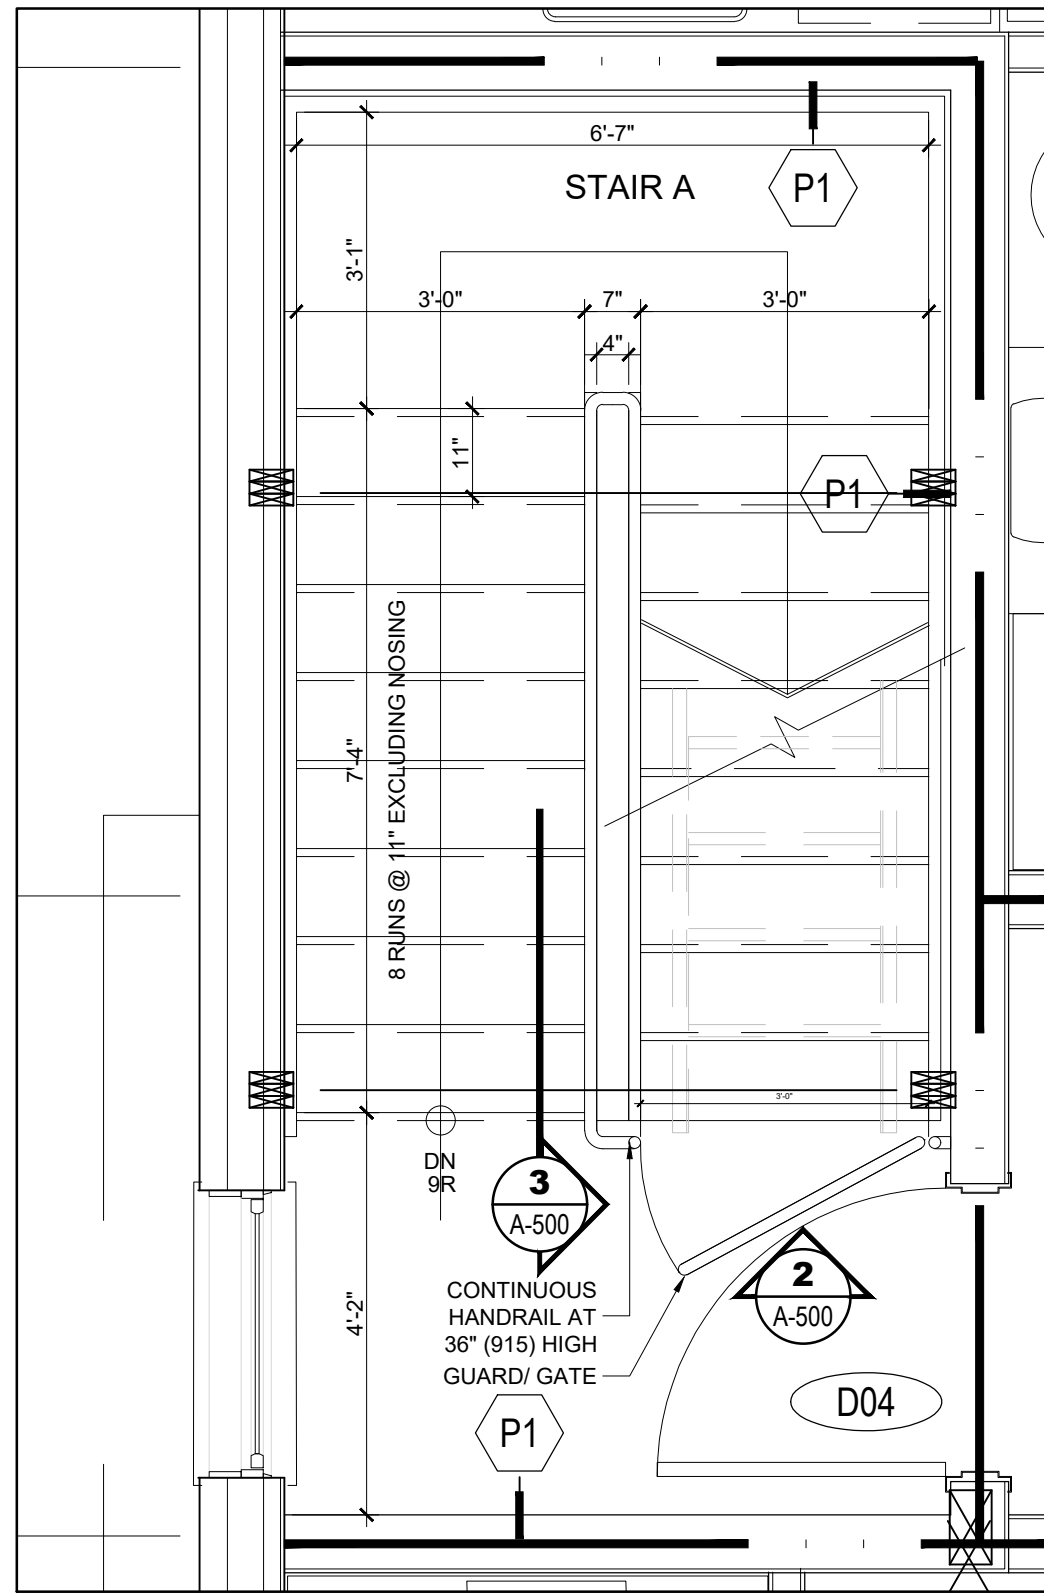 6'-7"
STAIR A
P1
3'-1"
3'-0"
7"
3'-0"
4"
11"
P1
8 RUNS @ 11" EXCLUDING NOSING
7'-4"
3'-0"
DN
9R
3
A-500
2
A-500
CONTINUOUS
HANDRAIL AT
36" (915) HIGH
GUARD/ GATE
4'-2"
D04
P1